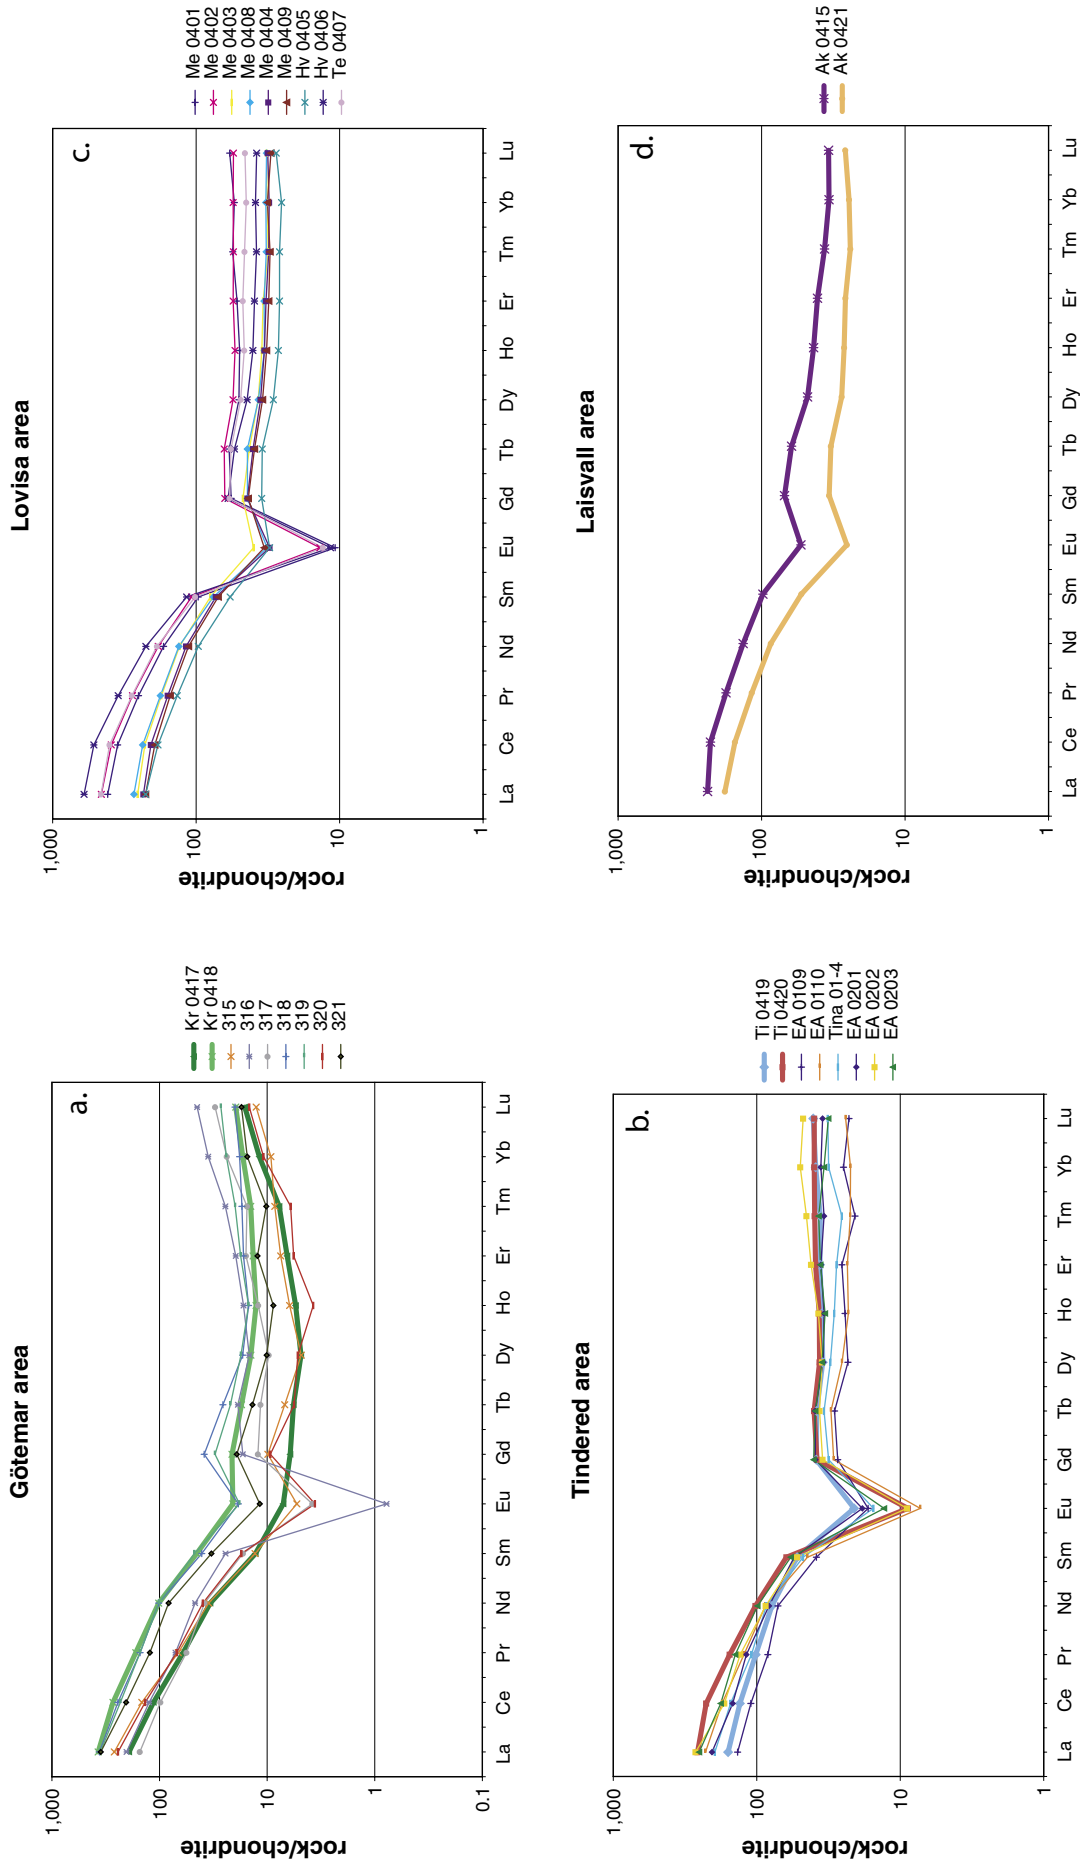 Götemar area
a.
1,000
100
10
1
0.1
rock/chondrite
La Ce Pr Nd Sm Eu Gd Tb Dy Ho Er Tm Yb Lu
Kr 0417
Kr 0418
315
316
317
318
319
320
321
Lovisa area
c.
1,000
100
10
1
rock/chondrite
La Ce Pr Nd Sm Eu Gd Tb Dy Ho Er Tm Yb Lu
Me 0401
Me 0402
Me 0403
Me 0408
Me 0404
Me 0409
Hv 0405
Hv 0406
Te 0407
Tindered area
b.
1,000
100
10
1
rock/chondrite
La Ce Pr Nd Sm Eu Gd Tb Dy Ho Er Tm Yb Lu
Ti 0419
Ti 0420
EA 0109
EA 0110
Tina 01-4
EA 0201
EA 0202
EA 0203
Laisvall area
d.
1,000
100
10
1
rock/chondrite
La Ce Pr Nd Sm Eu Gd Tb Dy Ho Er Tm Yb Lu
Ak 0415
Ak 0421